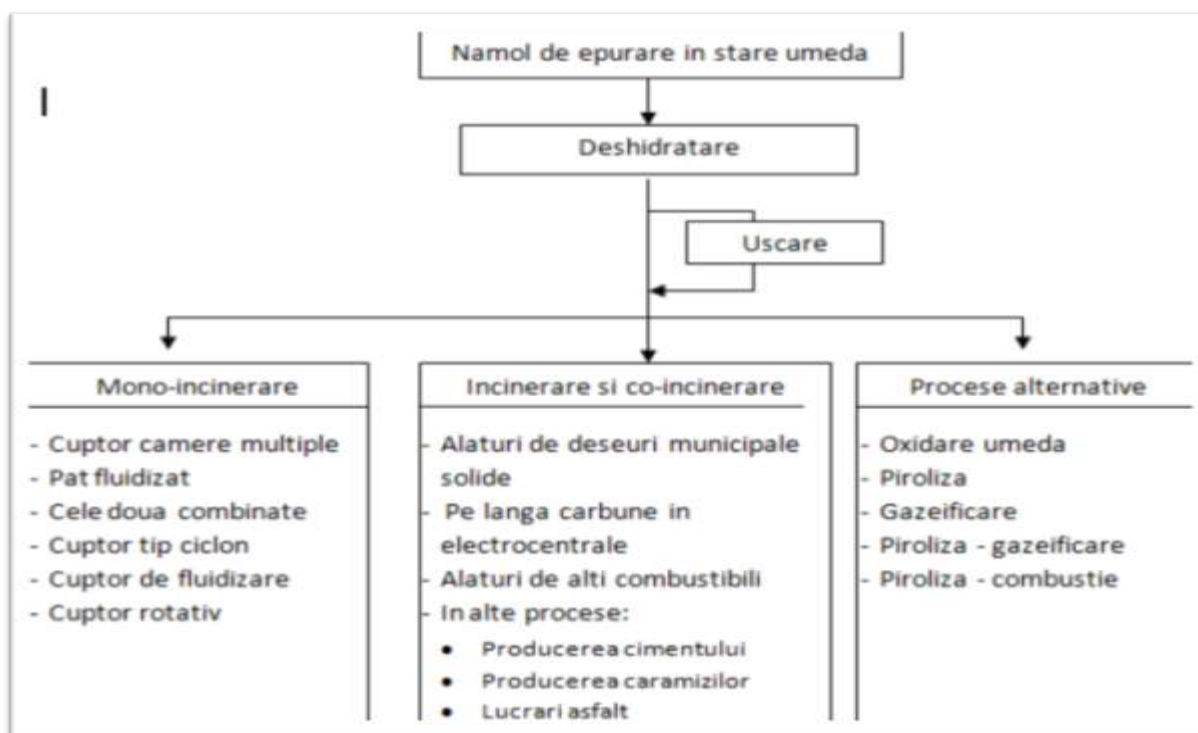 Namol de epurare in stare umeda
Deshidratare
Uscare
Mono-incinerare
- Cuptor camere multiple
- Pat fluidizat
- Cele doua combinate
- Cuptor tip ciclon
- Cuptor de fluidizare
- Cuptor rotativ
Incinerare si co-incinerare
- Alaturi de deseuri municipale
solide
- Pe langa carbune in
electrocentrale
- Alaturi de alti combustibili
- In alte procese:
• Producerea cimentului
• Producerea caramizilor
• Lucrari asfalt
Procese alternative
- Oxidare umeda
- Piroliza
- Gazeificare
- Piroliza - gazeificare
- Piroliza - combustie